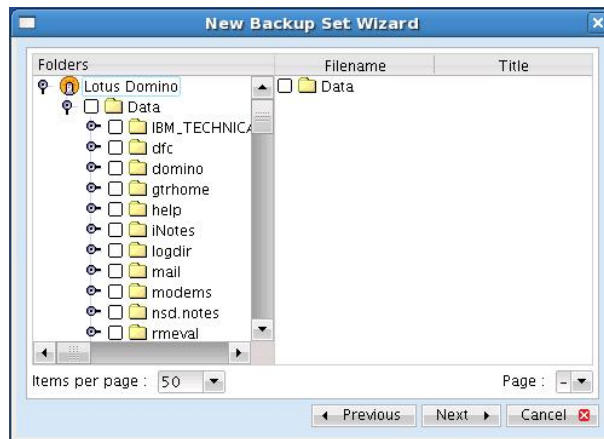 New Backup Set Wizard
Folders
Filename
Title
Lotus Domino
Data
IBM_TECHNICA
dfc
domino
gtrhome
help
iNotes
logdir
mail
modems
nsd.notes
rmeval
Data
Items per page : 50
Page : -
Previous
Next
Cancel